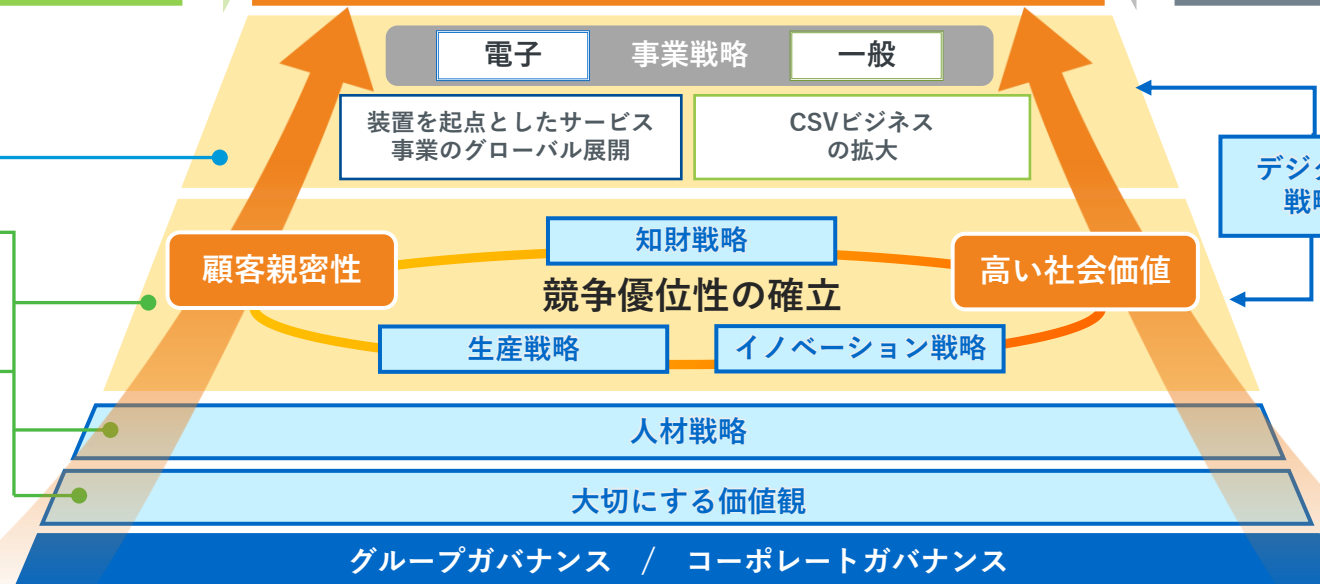 電子 事業戦略 一般
装置を起点としたサービス
事業のグローバル展開
CSVビジネス
の拡大
戦
知財戦略
顧客親密性
高い社会価値
競争優位性の確立
生産戦略
イノベーション戦略
人材戦略
大切にする価値観
グループガバナンス / コーポレートガバナンス